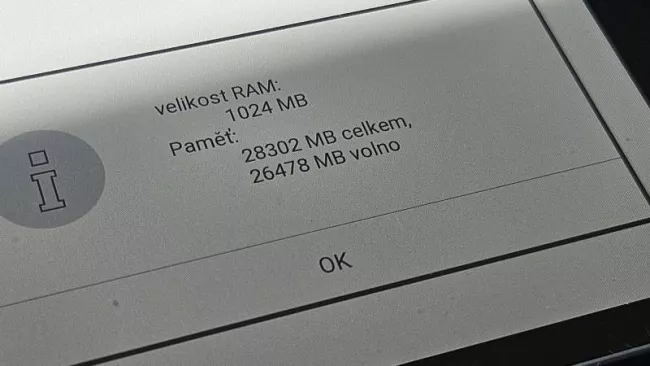 velikost RAM:
1024 MB
Paměť:
28302 MB celkem,
26478 MB volno
OK